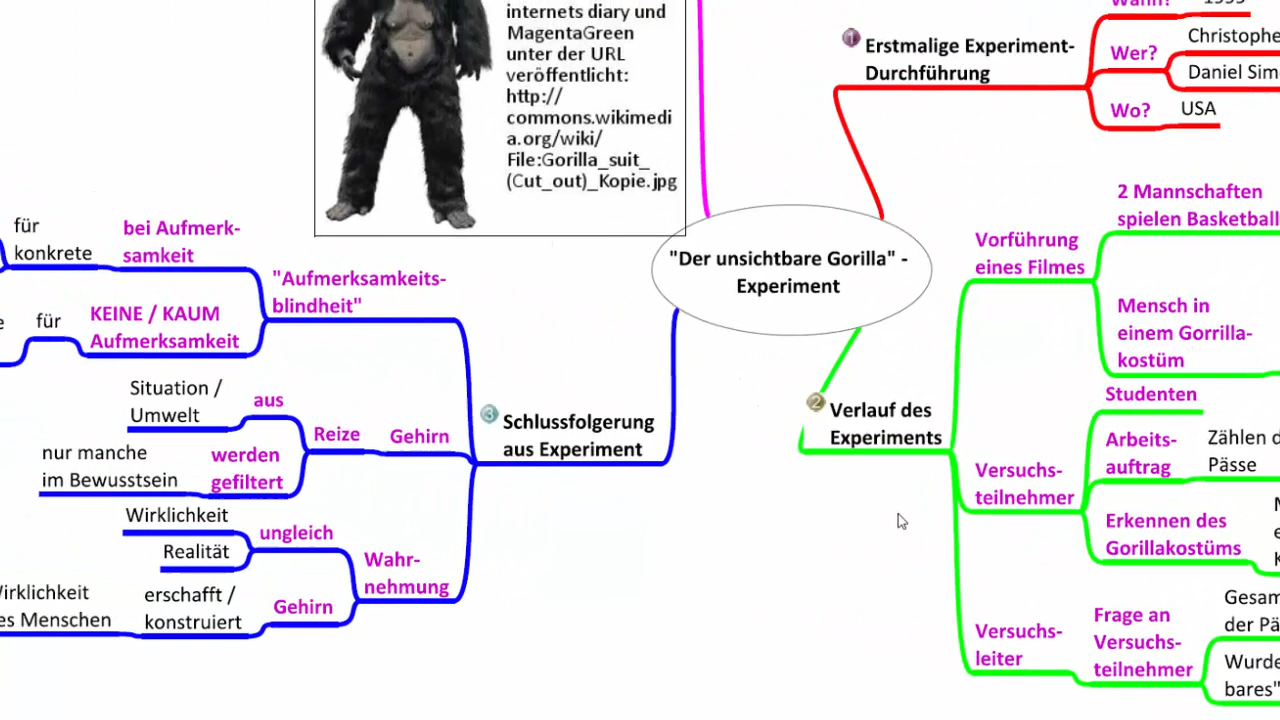 internets diary und
MagentaGreen
unter der URL
veröffentlicht:
http://
commons.wikimedi
a.org/wiki/
File:Gorilla_suit_
(Cut_out)_Kopie.jpg
"Der unsichtbare Gorilla" -
Experiment
1
Erstmalige Experiment-
Durchführung
Wann?
Wer?
Christophe
Daniel Sim
Wo?
USA
2
Verlauf des
Experiments
Vorführung
eines Filmes
2 Mannschaften
spielen Basketball
Mensch in
einem Gorrilla-
kostüm
Versuchs-
teilnehmer
Studenten
Arbeits-
auftrag
Zählen d
Pässe
Erkennen des
Gorillakostüms
Versuchs-
leiter
Frage an
Versuchs-
teilnehmer
Gesam
der Pä
Wurde
bares"
3
Schlussfolgerung
aus Experiment
"Aufmerksamkeits-
blindheit"
bei Aufmerk-
samkeit
für
konkrete
KEINE / KAUM
Aufmerksamkeit
für
Gehirn
Reize
aus
Situation /
Umwelt
werden
gefiltert
nur manche
im Bewusstsein
Wahr-
nehmung
ungleich
Wirklichkeit
Realität
Gehirn
erschafft /
konstruiert
Wirklichkeit
es Menschen